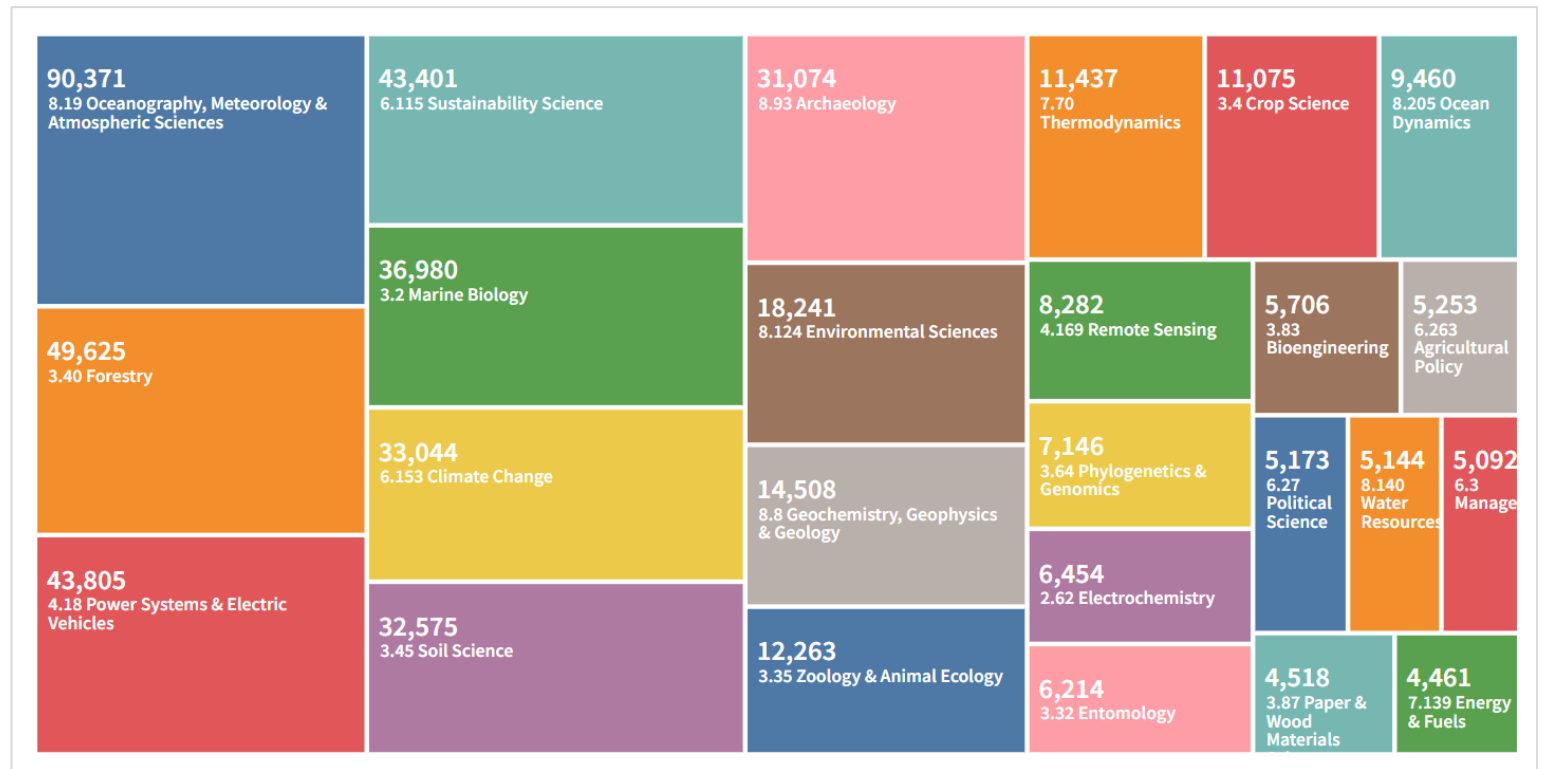 90,371
8.19 Oceanography, Meteorology &
Atmospheric Sciences
49,625
3.40 Forestry
43,805
4.18 Power Systems & Electric
Vehicles
43,401
6.115 Sustainability Science
36,980
3.2 Marine Biology
33,044
6.153 Climate Change
32,575
3.45 Soil Science
31,074
8.93 Archaeology
18,241
8.124 Environmental Sciences
14,508
8.8 Geochemistry, Geophysics
& Geology
12,263
3.35 Zoology & Animal Ecology
11,437
7.70
Thermodynamics
11,075
3.4 Crop Science
9,460
8.205 Ocean
Dynamics
8,282
4.169 Remote Sensing
7,146
3.64 Phylogenetics &
Genomics
6,454
2.62 Electrochemistry
6,214
3.32 Entomology
5,706
3.83
Bioengineering
5,253
6.263
Agricultural
Policy
5,173
6.27
Political
Science
5,144
8.140
Water
Resources
5,092
6.3
Manage
4,518
3.87 Paper &
Wood
Materials
4,461
7.139 Energy
& Fuels